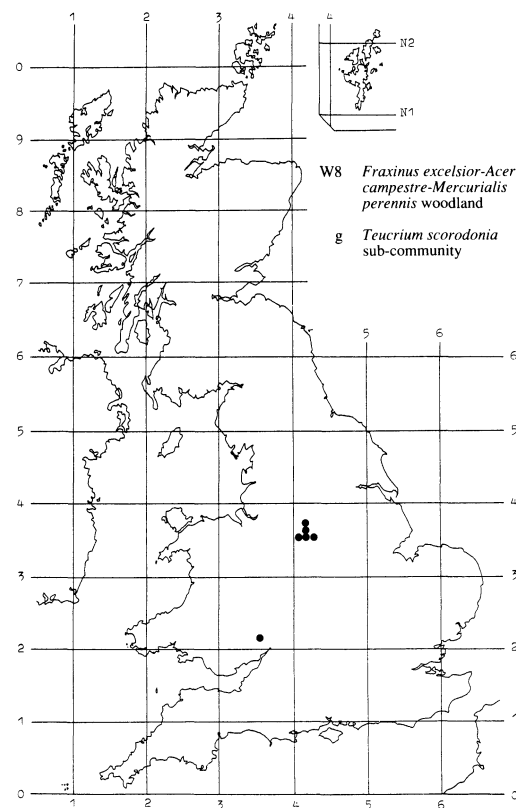 1 2 3 4
4
N2
N1
0
9
8
7
6
5
4
3
2
1
0
W8 Fraxinus excelsior-Acer
campestre-Mercurialis
perennis woodland
g Teucrium scorodonia
sub-community
5 6
6
5
4
3
2
1
0
1 2 3 4 5 6